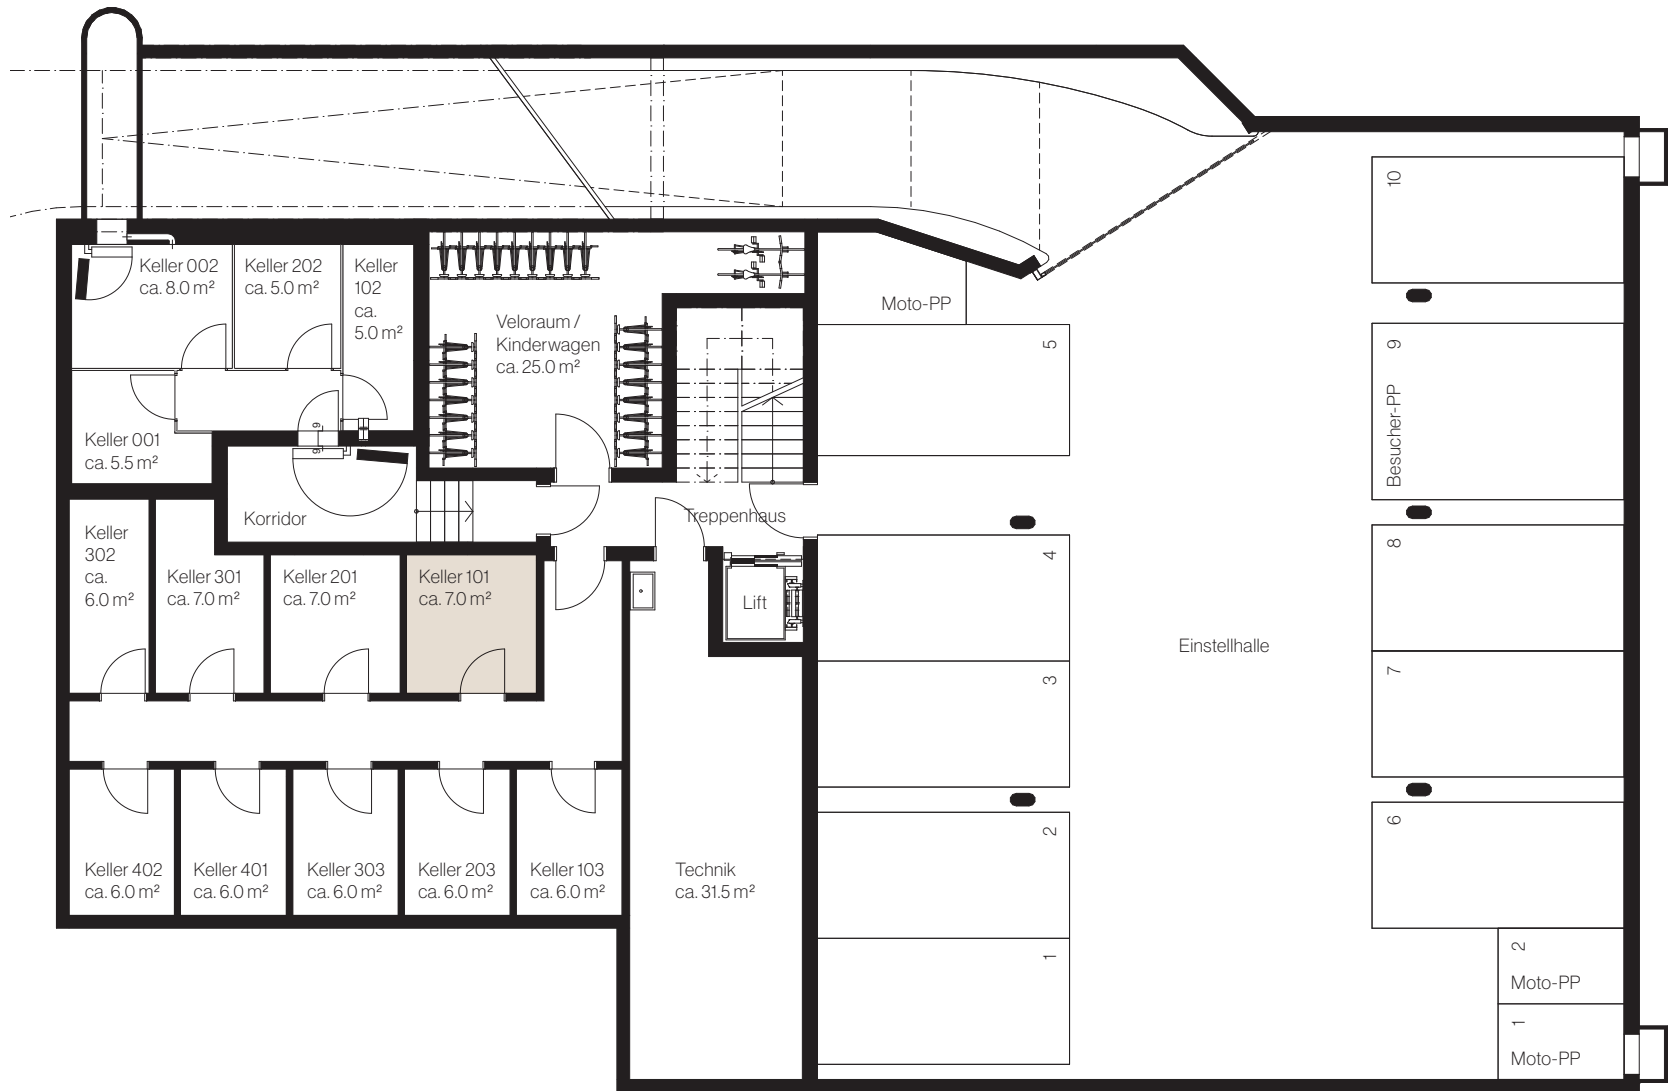 10
Keller 002
ca. 8.0 m²
Keller 202
ca. 5.0 m²
Keller
102
ca.
5.0 m²
Moto-PP
Veloraum /
Kinderwagen
ca. 25.0 m²
5
9
Besucher-PP
Keller 001
ca. 5.5 m²
9
9
Korridor
Treppenhaus
Keller
302
ca.
6.0 m²
Keller 301
ca. 7.0 m²
Keller 201
ca. 7.0 m²
Keller 101
ca. 7.0 m²
Lift
4
8
Einstellhalle
3
7
2
6
Keller 402
ca. 6.0 m²
Keller 401
ca. 6.0 m²
Keller 303
ca. 6.0 m²
Keller 203
ca. 6.0 m²
Keller 103
ca. 6.0 m²
Technik
ca. 31.5 m²
1
2
Moto-PP
1
Moto-PP